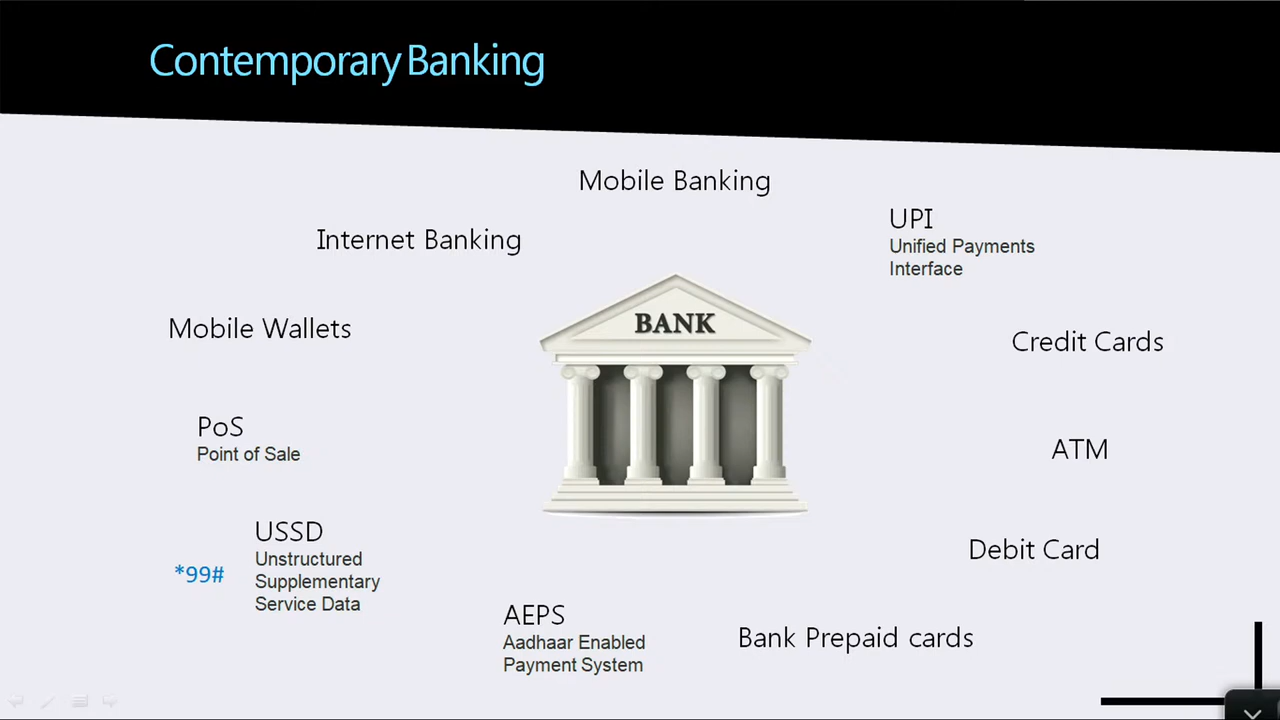 Contemporary Banking
Mobile Banking
UPI
Unified Payments
Interface
Internet Banking
BANK
Mobile Wallets
Credit Cards
PoS
Point of Sale
ATM
USSD
Unstructured
Supplementary
Service Data
*99#
Debit Card
AEPS
Aadhaar Enabled
Payment System
Bank Prepaid cards